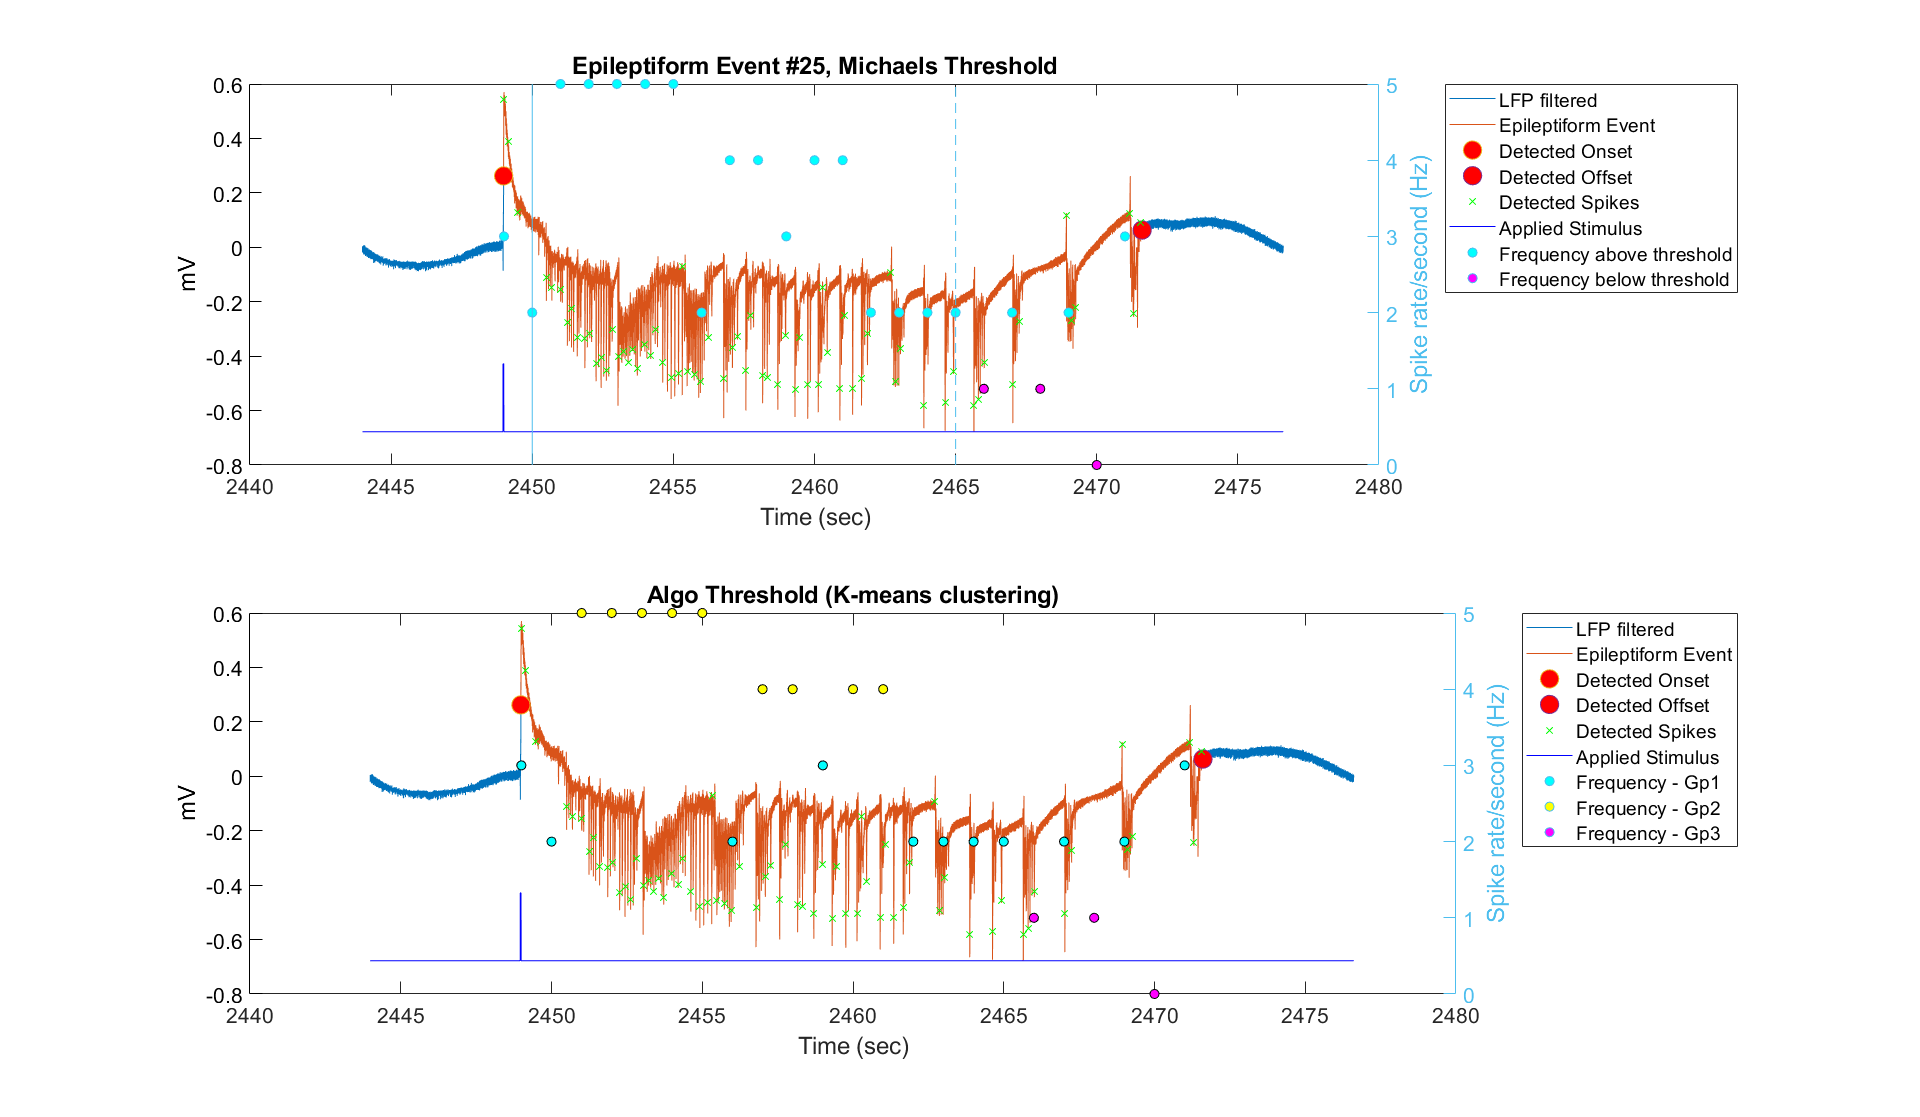 Epileptiform Event #25, Michaels Threshold
0.6
0.4
0.2
0
-0.2
-0.4
-0.6
-0.8
mV
2440
2445
2450
2455
2460
2465
2470
2475
2480
Time (sec)
5
4
3
2
1
0
Spike rate/second (Hz)
LFP filtered
Epileptiform Event
Detected Onset
Detected Offset
Detected Spikes
Applied Stimulus
Frequency above threshold
Frequency below threshold
Algo Threshold (K-means clustering)
0.6
0.4
0.2
0
-0.2
-0.4
-0.6
-0.8
mV
2440
2445
2450
2455
2460
2465
2470
2475
2480
Time (sec)
5
4
3
2
1
0
Spike rate/second (Hz)
LFP filtered
Epileptiform Event
Detected Onset
Detected Offset
Detected Spikes
Applied Stimulus
Frequency - Gp1
Frequency - Gp2
Frequency - Gp3